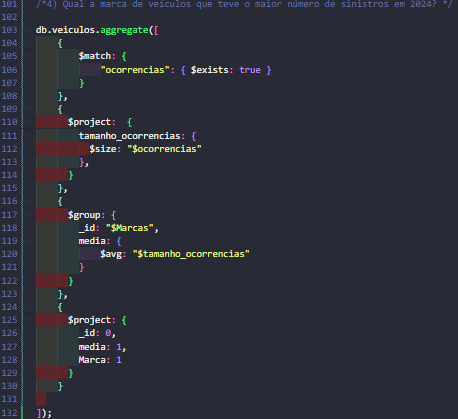 101 /*4) Qual a marca de veículos que teve o maior número de sinistros em 2024? */
102
103 db.veiculos.aggregate([
104 {
105 $match: {
106 "ocorrencias": { $exists: true }
107 }
108 },
109 {
110 $project: {
111 tamanho_ocorrencias: {
112 $size: "$ocorrencias"
113 },
114 }
115 },
116 {
117 $group: {
118 _id: "$Marcas",
119 media: {
120 $avg: "$tamanho_ocorrencias"
121 }
122 }
123 },
124 {
125 $project: {
126 _id: 0,
127 media: 1,
128 Marca: 1
129 }
130 }
131
132 ]);